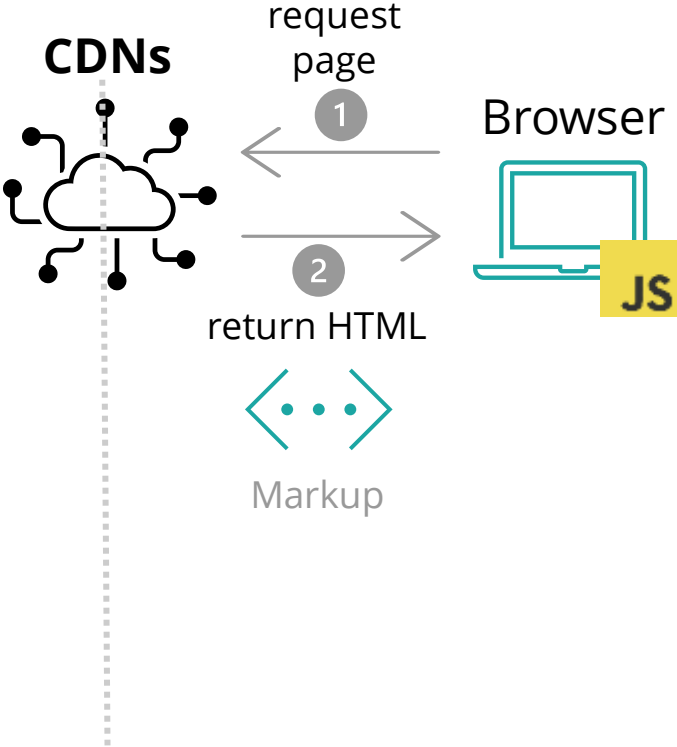 request
page
CDNs
1
Browser
2
JS
return HTML
Markup